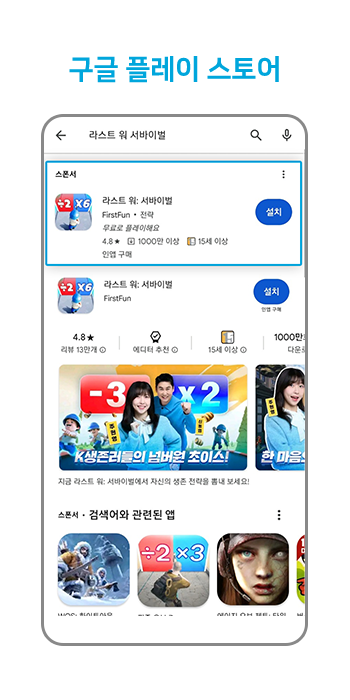 구글 플레이 스토어
라스트 워 서바이벌
스폰서
÷2 x6
라스트 워: 서바이벌
FirstFun • 전략
무료로 플레이해요
4.8★ 1000만 이상 15세 이상
인앱 구매
설치
÷2 x6
라스트 워: 서바이벌
FirstFun
설치
인앱 구매
4.8★
리뷰 13만개
에디터 추천
15세 이상
1000만
다운로
-3 x2
K생존러들의 넘버원 초이스!
한 마음
지금 라스트 워: 서바이벌에서 자신의 생존 전략을 뽐내 보세요!
스폰서 • 검색어와 관련된 앱
÷2 ×3